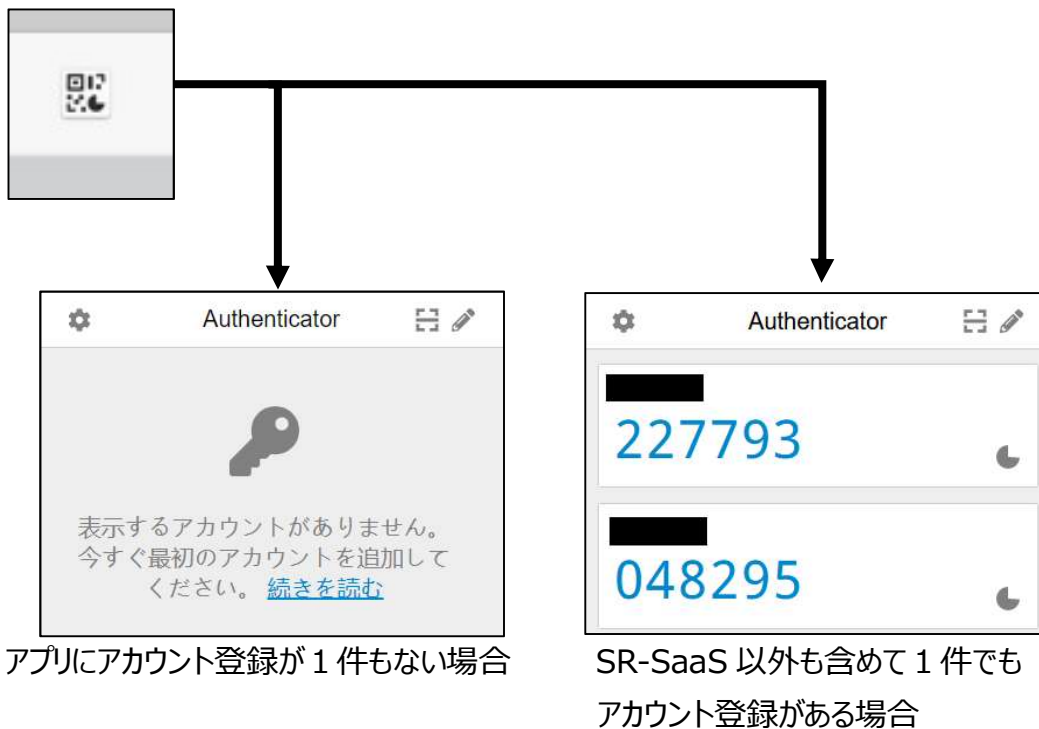 Authenticator
表示するアカウントがありません。
今すぐ最初のアカウントを追加して
ください。 続きを読む
アプリにアカウント登録が 1 件もない場合
Authenticator
227793
048295
SR-SaaS 以外も含めて 1 件でも
アカウント登録がある場合